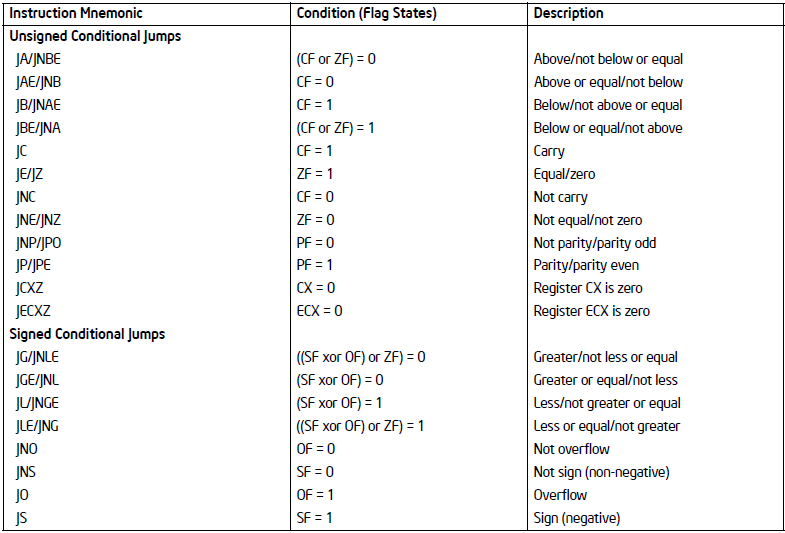 Instruction Mnemonic Condition (Flag States) Description
Unsigned Conditional Jumps
JA/JNBE (CF or ZF) = 0 Above/not below or equal
JAE/JNB CF = 0 Above or equal/not below
JB/JNAE CF = 1 Below/not above or equal
JBE/JNA (CF or ZF) = 1 Below or equal/not above
JC CF = 1 Carry
JE/JZ ZF = 1 Equal/zero
JNC CF = 0 Not carry
JNE/JNZ ZF = 0 Not equal/not zero
JNP/JPO PF = 0 Not parity/parity odd
JP/JPE PF = 1 Parity/parity even
JCXZ CX = 0 Register CX is zero
JECXZ ECX = 0 Register ECX is zero
Signed Conditional Jumps
JG/JNLE ((SF xor OF) or ZF) = 0 Greater/not less or equal
JGE/JNL (SF xor OF) = 0 Greater or equal/not less
JL/JNGE (SF xor OF) = 1 Less/not greater or equal
JLE/JNG ((SF xor OF) or ZF) = 1 Less or equal/not greater
JNO OF = 0 Not overflow
JNS SF = 0 Not sign (non-negative)
JO OF = 1 Overflow
JS SF = 1 Sign (negative)